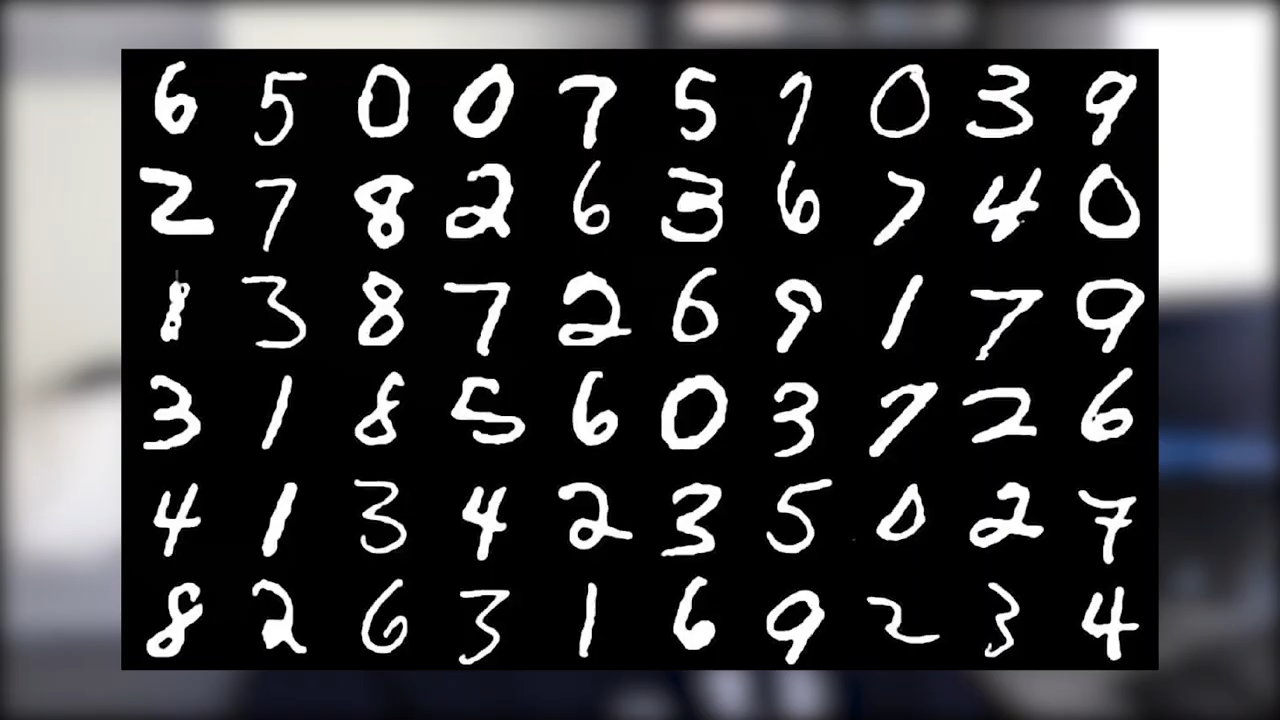 6 5 0 0 7 5 7 0 3 9
2 7 8 2 6 3 6 7 4 0
8 3 8 7 2 6 9 1 7 9
3 1 8 5 6 0 3 7 2 6
4 1 3 4 2 3 5 0 2 7
8 2 6 3 1 6 9 2 3 4